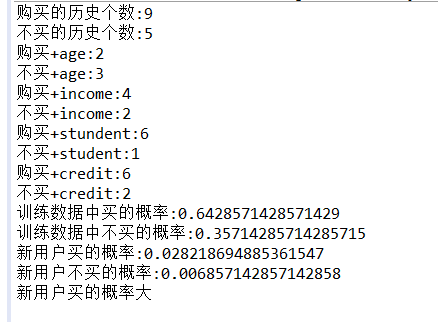 购买的历史个数:9
不买的历史个数:5
购买+age:2
不买+age:3
购买+income:4
不买+income:2
购买+stundent:6
不买+student:1
购买+credit:6
不买+credit:2
训练数据中买的概率:0.6428571428571429
训练数据中不买的概率:0.35714285714285715
新用户买的概率:0.028218694885361547
新用户不买的概率:0.006857142857142858
新用户买的概率大